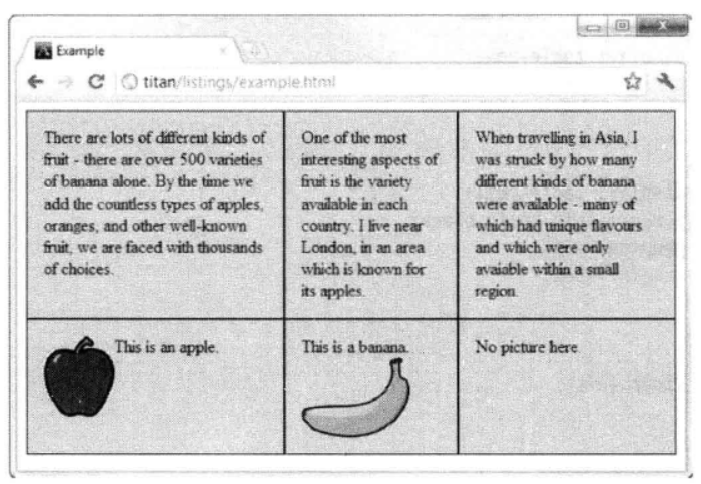 Example
titan/listings/example.html
There are lots of different kinds of
fruit - there are over 500 varieties
of banana alone. By the time we
add the countless types of apples,
oranges, and other well-known
fruit, we are faced with thousands
of choices.
One of the most
interesting aspects of
fruit is the variety
available in each
country. I live near
London, in an area
which is known for
its apples.
When travelling in Asia, I
was struck by how many
different kinds of banana
were available - many of
which had unique flavours
and which were only
avaiable within a small
region.
This is an apple.
This is a banana.
No picture here